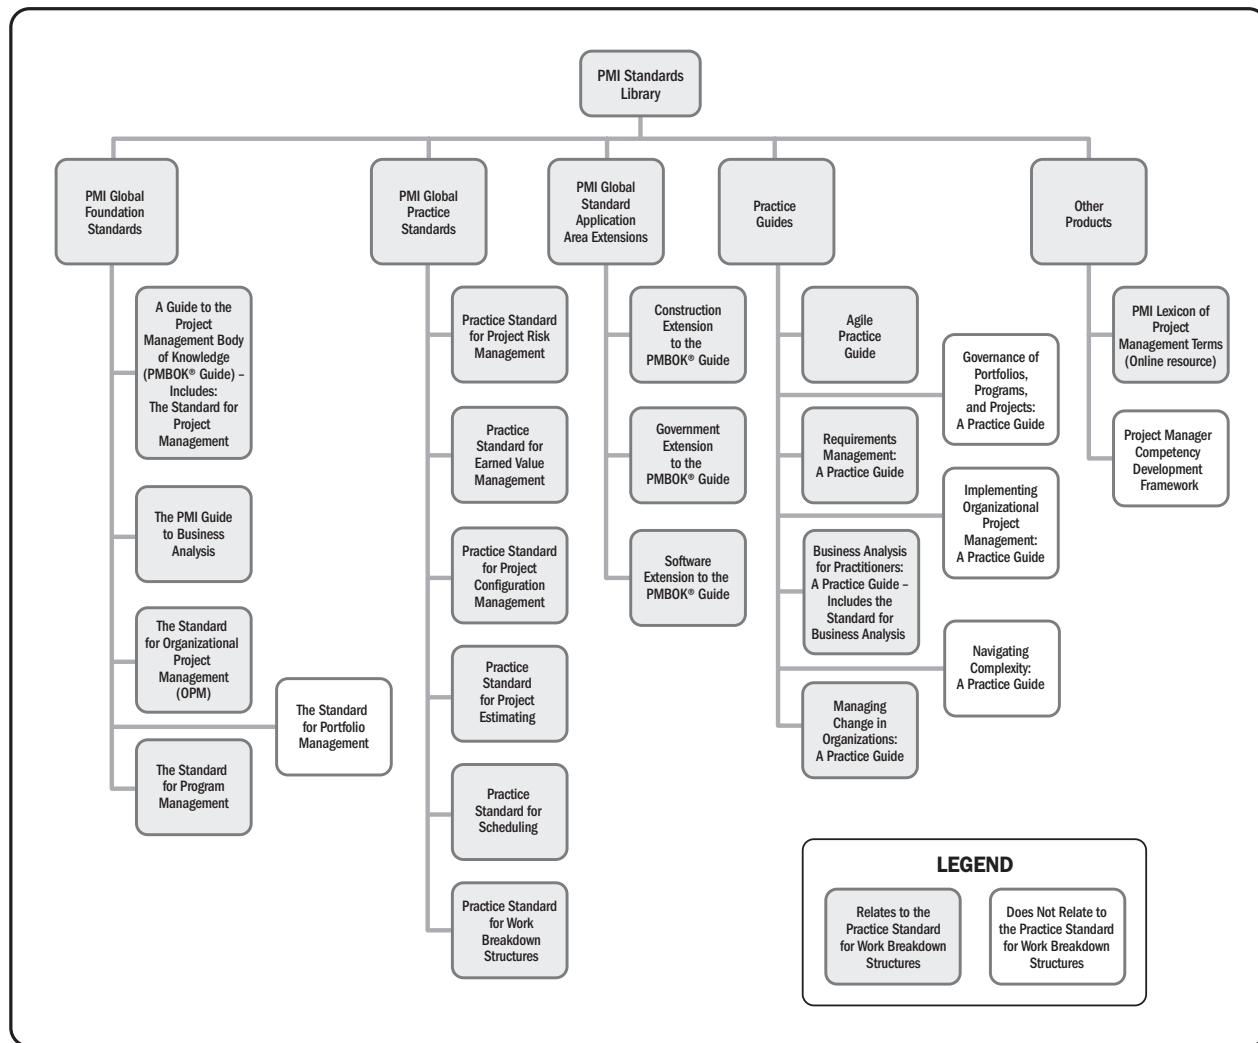 PMI Standards
Library
PMI Global
Foundation
Standards
PMI Global
Practice
Standards
PMI Global
Standard
Application
Area Extensions
Practice
Guides
Other
Products
A Guide to the
Project
Management Body
of Knowledge
(PMBOK® Guide) –
Includes:
The Standard for
Project
Management
The PMI Guide
to Business
Analysis
The Standard
for Organizational
Project
Management
(OPM)
The Standard
for Portfolio
Management
The Standard
for Program
Management
Practice Standard
for Project Risk
Management
Practice
Standard for
Earned Value
Management
Practice Standard
for Project
Configuration
Management
Practice
Standard
for Project
Estimating
Practice
Standard for
Scheduling
Practice Standard
for Work
Breakdown
Structures
Construction
Extension
to the
PMBOK® Guide
Government
Extension
to the
PMBOK® Guide
Software
Extension to the
PMBOK® Guide
Agile
Practice
Guide
Governance of
Portfolios,
Programs,
and Projects:
A Practice Guide
Requirements
Management:
A Practice Guide
Implementing
Organizational
Project
Management:
A Practice Guide
Business Analysis
for Practitioners:
A Practice Guide –
Includes the
Standard for
Business Analysis
Navigating
Complexity:
A Practice Guide
Managing
Change in
Organizations:
A Practice Guide
PMI Lexicon of
Project
Management Terms
(Online resource)
Project Manager
Competency
Development
Framework
LEGEND
Relates to the
Practice Standard
for Work Breakdown
Structures
Does Not Relate to
the Practice Standard
for Work Breakdown
Structures